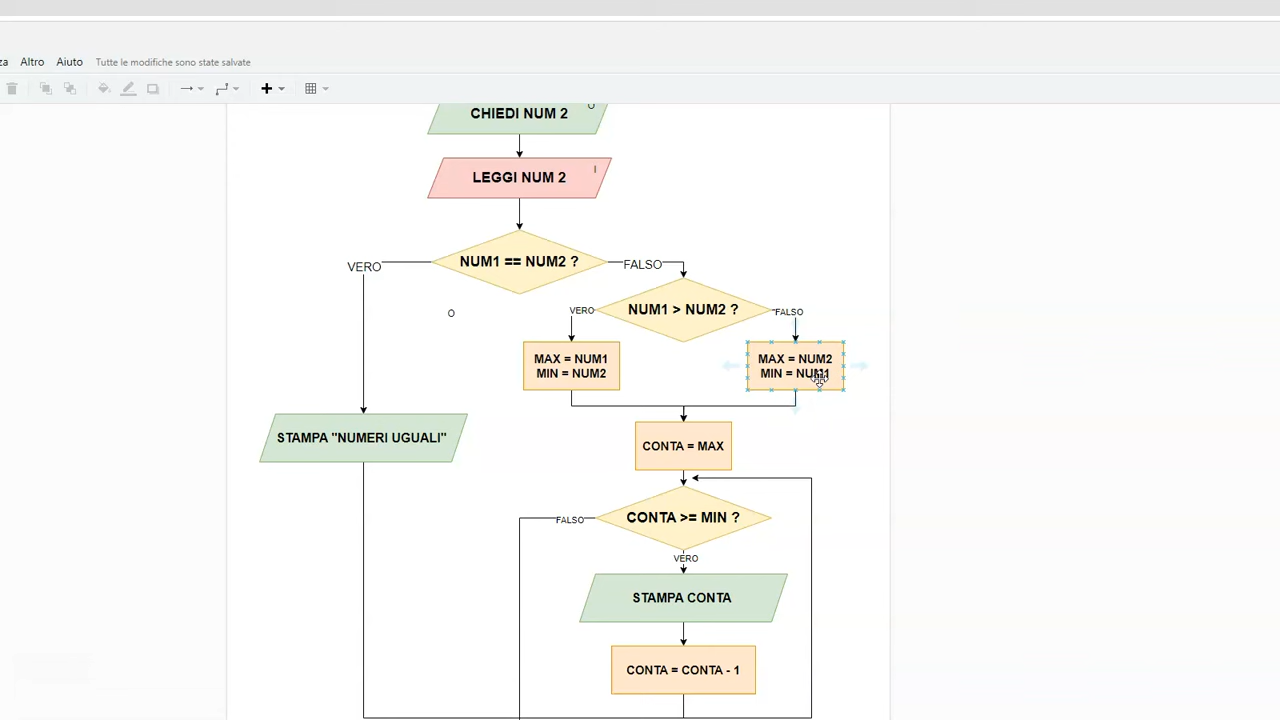 za Altro Aiuto Tutte le modifiche sono state salvate
CHIEDI NUM 2
O
LEGGI NUM 2
I
NUM1 == NUM2 ?
VERO
FALSO
O
NUM1 > NUM2 ?
VERO
FALSO
MAX = NUM1
MIN = NUM2
MAX = NUM2
MIN = NUM1
STAMPA "NUMERI UGUALI"
CONTA = MAX
CONTA >= MIN ?
FALSO
VERO
STAMPA CONTA
CONTA = CONTA - 1